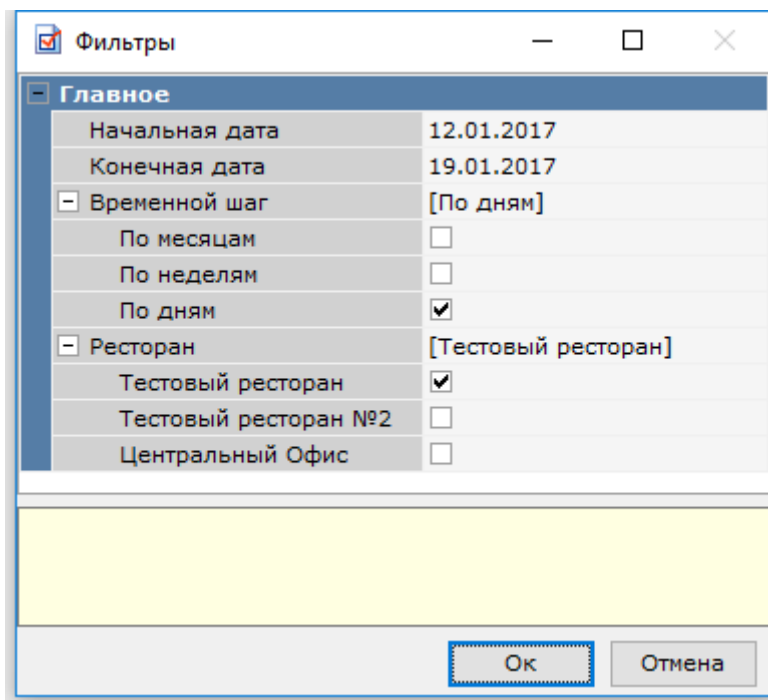 Фильтры
Главное
Начальная дата 12.01.2017
Конечная дата 19.01.2017
Временной шаг [По дням]
По месяцам
По неделям
По дням
Ресторан [Тестовый ресторан]
Тестовый ресторан
Тестовый ресторан №2
Центральный Офис
Ок Отмена